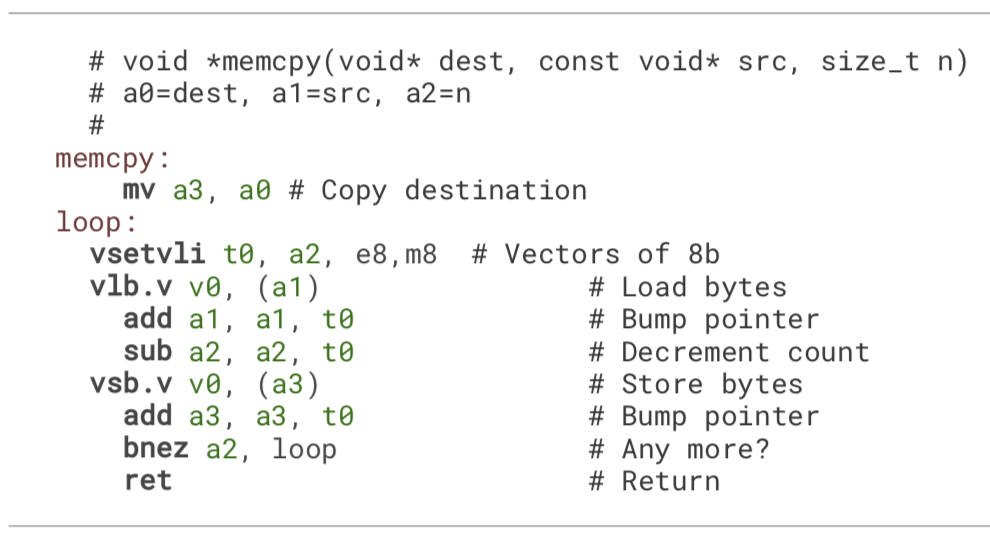 # void *memcpy(void* dest, const void* src, size_t n)
# a0=dest, a1=src, a2=n
#
memcpy:
mv a3, a0 # Copy destination
loop:
vsetvli t0, a2, e8,m8 # Vectors of 8b
vlb.v v0, (a1) # Load bytes
add a1, a1, t0 # Bump pointer
sub a2, a2, t0 # Decrement count
vsb.v v0, (a3) # Store bytes
add a3, a3, t0 # Bump pointer
bnez a2, loop # Any more?
ret # Return